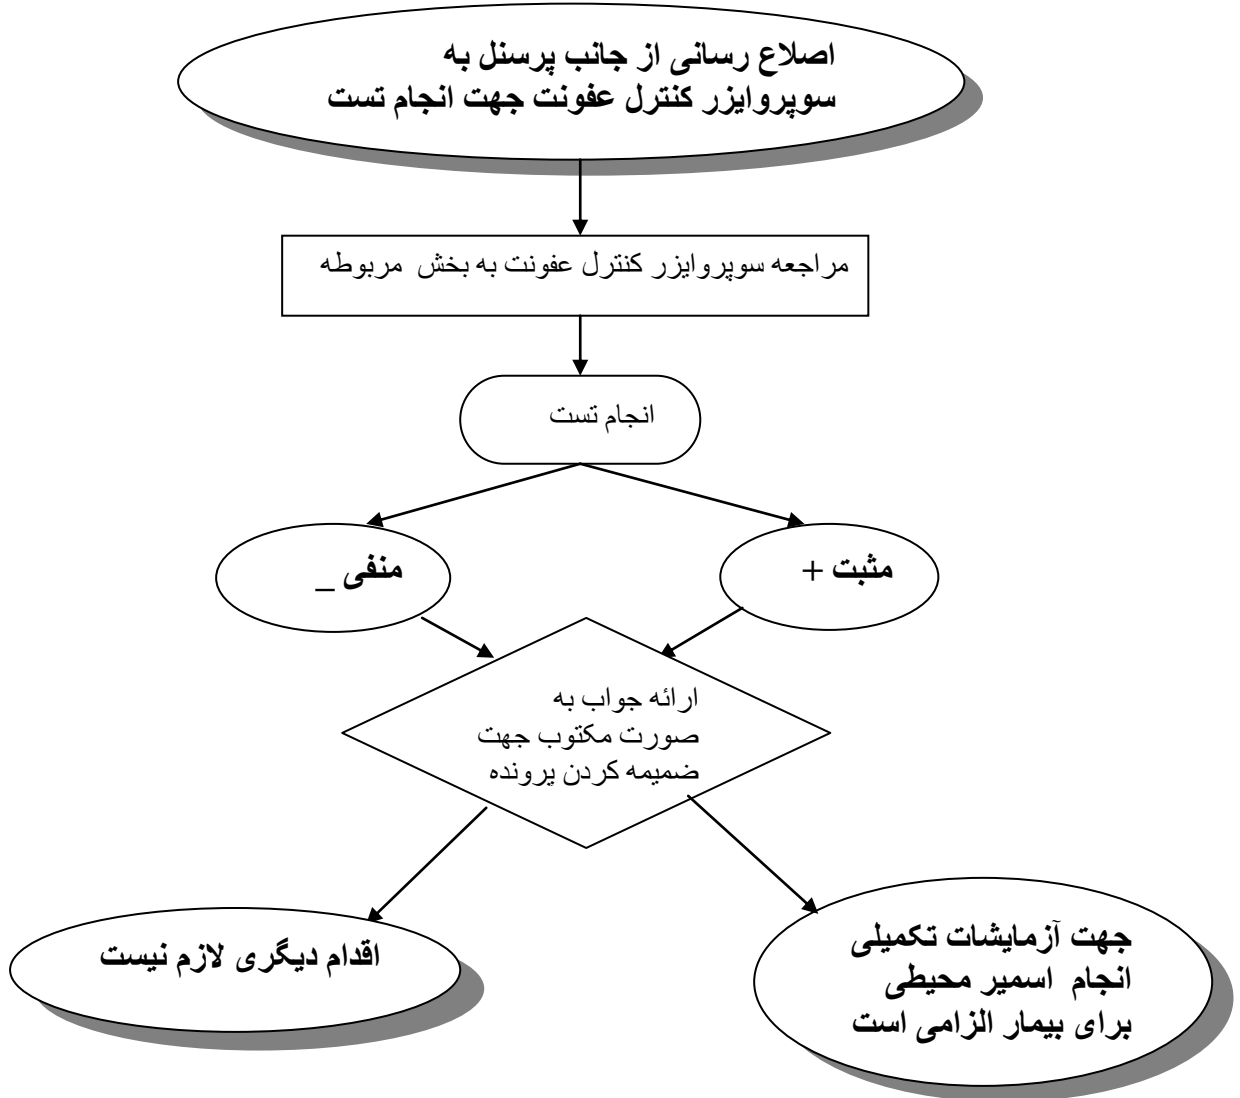 اصلاع رسانی از جانب پرسنل به
سوپروایزر کنترل عفونت جهت انجام تست
مراجعه سوپروایزر کنترل عفونت به بخش مربوطه
انجام تست
مثبت +
منفی _
ارائه جواب به
صورت مکتوب جهت
ضمیمه کردن پرونده
جهت آزمایشات تکمیلی
انجام اسمیر محیطی
برای بیمار الزامی است
اقدام دیگری لازم نیست